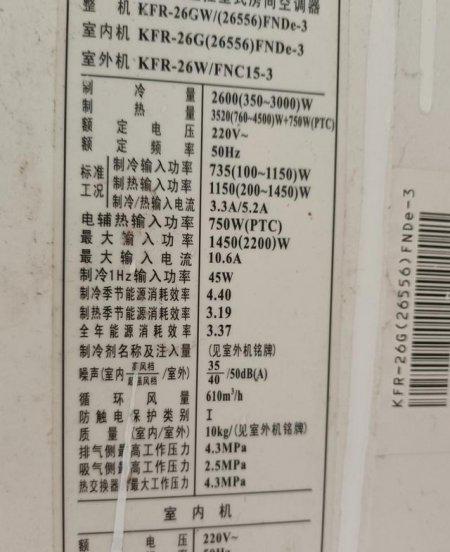 房间空调器
整 机 KFR-26GW/(26556)FNDe-3
室内机 KFR-26G(26556)FNDe-3
室外机 KFR-26W/FNC15-3
制 冷 量 2600(350~3000)W
制 热 量 3520(760~4500)W+750W(PTC)
额 定 电 压 220V~
额 定 频 率 50Hz
标准工况 制冷输入功率 735(100~1150)W
制热输入功率 1150(200~1450)W
制冷/热输入电流 3.3A/5.2A
电辅热输入功率 750W(PTC)
最 大 输 入 功 率 1450(2200)W
最 大 输 入 电 流 10.6A
制冷1Hz输入功率 45W
制冷季节能源消耗效率 4.40
制热季节能源消耗效率 3.19
全年能源消耗效率 3.37
制冷剂名称及注入量 (见室外机铭牌)
噪声(室内 高风档 /室外) 35/50dB(A)
风档 40
循 环 风 量 610m³/h
防触电保护类别 I
质 量 (室内/室外) 10kg/(见室外机铭牌)
排气侧最高工作压力 4.3MPa
吸气侧最高工作压力 2.5MPa
热交换器最大工作压力 4.3MPa
室 内 机
额 电 压 220V~
50Hz
KFR-26G(26556)FNDe-3